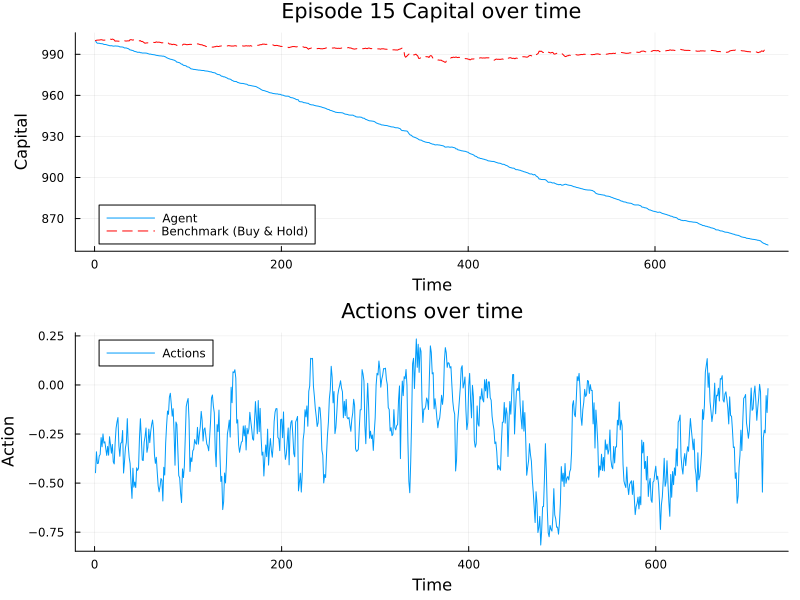 Episode 15 Capital over time
990
960
930
900
870
Capital
Agent
Benchmark (Buy & Hold)
0 200 400 600
Time
Actions over time
0.25
0.00
−0.25
−0.50
−0.75
Action
Actions
0 200 400 600
Time